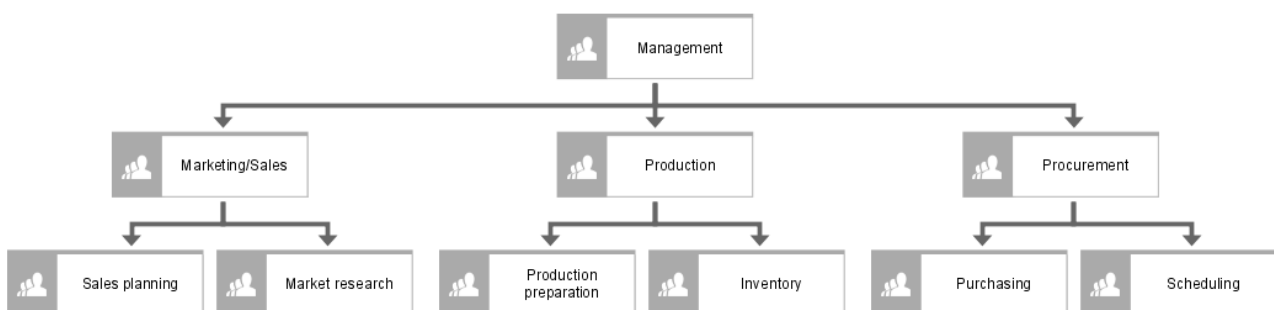 Management
Marketing/Sales
Production
Procurement
Sales planning
Market research
Production
preparation
Inventory
Purchasing
Scheduling